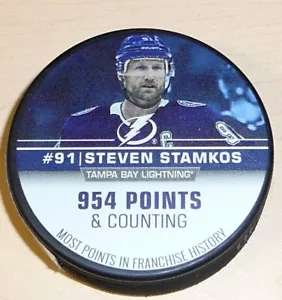 #91 | STEVEN STAMKOS
TAMPA BAY LIGHTNING®
954 POINTS
& COUNTING
MOST POINTS IN FRANCHISE HISTORY